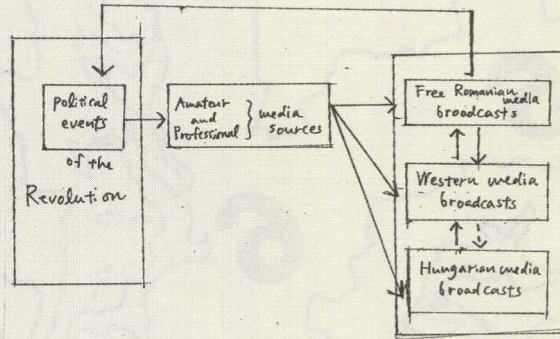 Political
events
of the
Revolution
Amateur
and
Professional } media
sources
Free Romanian media
broadcasts
Western media
broadcasts
Hungarian media
broadcasts